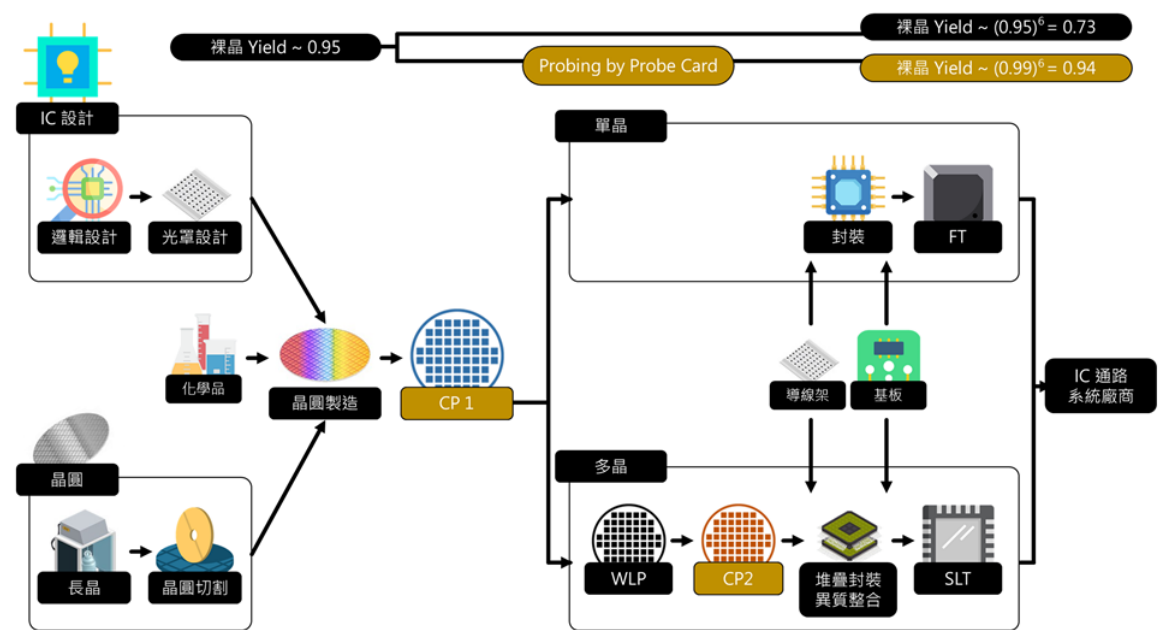 裸晶 Yield ~ 0.95
裸晶 Yield ~ (0.95)⁶ = 0.73
Probing by Probe Card
裸晶 Yield ~ (0.99)⁶ = 0.94
IC 設計
邏輯設計
光罩設計
單晶
封裝
FT
化學品
晶圓製造
CP 1
導線架
基板
IC 通路
系統廠商
晶圓
長晶
晶圓切割
多晶
WLP
CP2
堆疊封裝
異質整合
SLT